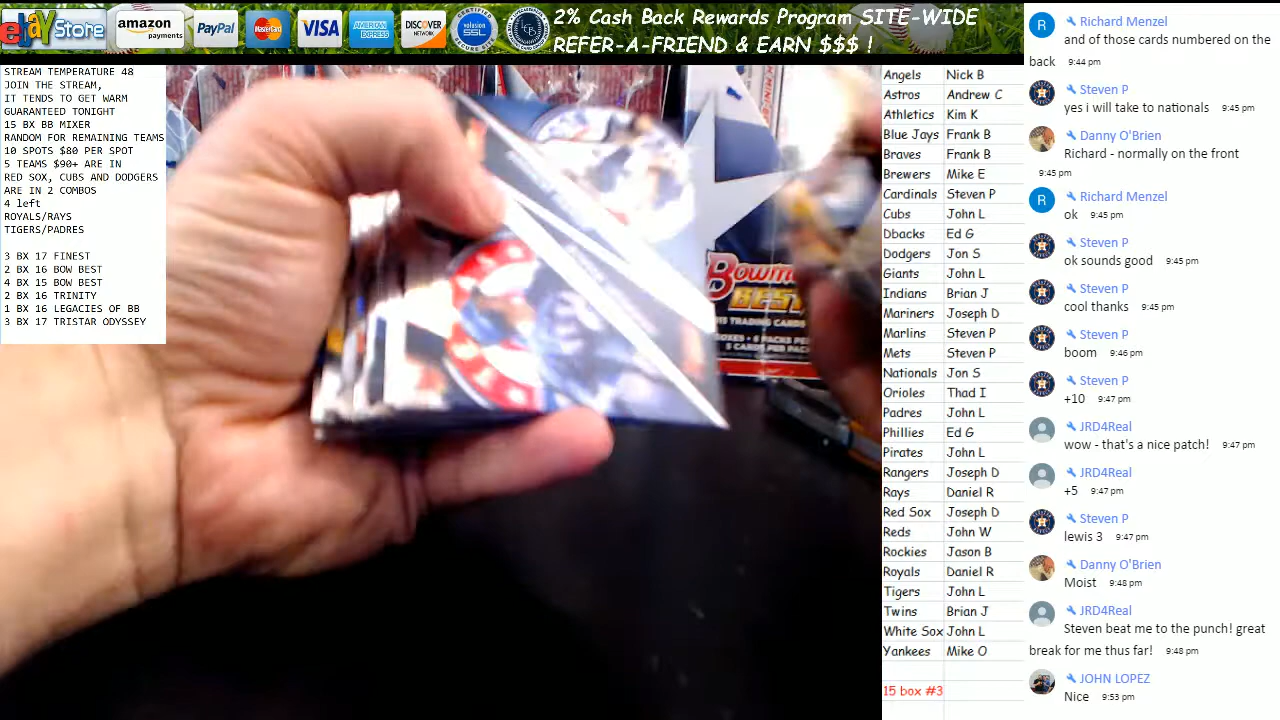 ebay Store
amazon payments
PayPal
MasterCard
VISA
AMERICAN EXPRESS
DISCOVER NETWORK
2% Cash Back Rewards Program SITE-WIDE
REFER-A-FRIEND & EARN $$$ !
STREAM TEMPERATURE 48
JOIN THE STREAM,
IT TENDS TO GET WARM
GUARANTEED TONIGHT
15 BX BB MIXER
RANDOM FOR REMAINING TEAMS
10 SPOTS $80 PER SPOT
5 TEAMS $90+ ARE IN
RED SOX, CUBS AND DODGERS
ARE IN 2 COMBOS
4 left
ROYALS/RAYS
TIGERS/PADRES
3 BX 17 FINEST
2 BX 16 BOW BEST
4 BX 15 BOW BEST
2 BX 16 TRINITY
1 BX 16 LEGACIES OF BB
3 BX 17 TRISTAR ODYSSEY
Angels Nick B
Astros Andrew C
Athletics Kim K
Blue Jays Frank B
Braves Frank B
Brewers Mike E
Cardinals Steven P
Cubs John L
Dbacks Ed G
Dodgers Jon S
Giants John L
Indians Brian J
Mariners Joseph D
Marlins Steven P
Mets Steven P
Nationals Jon S
Orioles Thad I
Padres John L
Phillies Ed G
Pirates John L
Rangers Joseph D
Rays Daniel R
Red Sox Joseph D
Reds John W
Rockies Jason B
Royals Daniel R
Tigers John L
Twins Brian J
White Sox John L
Yankees Mike O
15 box #3
R Richard Menzel
and of those cards numbered on the
back 9:44 pm
Steven P
yes i will take to nationals 9:45 pm
Danny O'Brien
Richard - normally on the front
9:45 pm
R Richard Menzel
ok 9:45 pm
Steven P
ok sounds good 9:45 pm
Steven P
cool thanks 9:45 pm
Steven P
boom 9:46 pm
Steven P
+10 9:47 pm
JRD4Real
wow - that's a nice patch! 9:47 pm
JRD4Real
+5 9:47 pm
Steven P
lewis 3 9:47 pm
Danny O'Brien
Moist 9:48 pm
JRD4Real
Steven beat me to the punch! great
break for me thus far! 9:48 pm
JOHN LOPEZ
Nice 9:53 pm